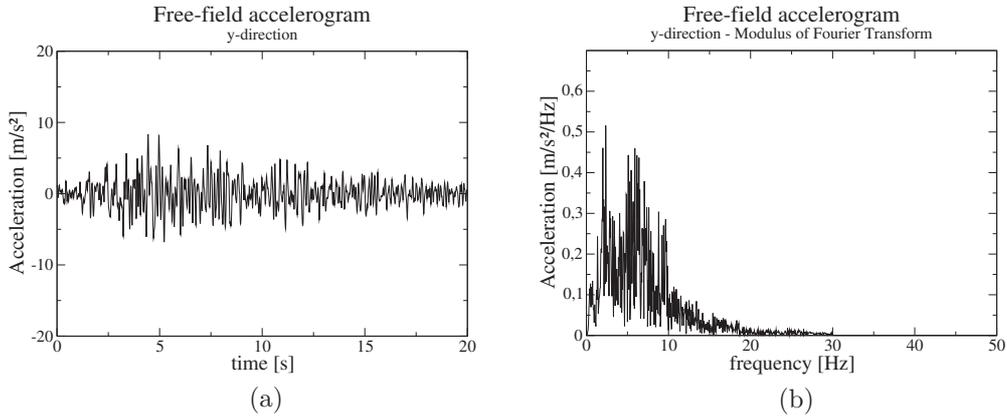 Free-field accelerogram
y-direction
20
10
0
-10
-20
Acceleration [m/s²]
0 5 10 15 20
time [s]
(a)
Free-field accelerogram
y-direction - Modulus of Fourier Transform
0,6
0,5
0,4
0,3
0,2
0,1
0
Acceleration [m/s²/Hz]
0 10 20 30 40 50
frequency [Hz]
(b)